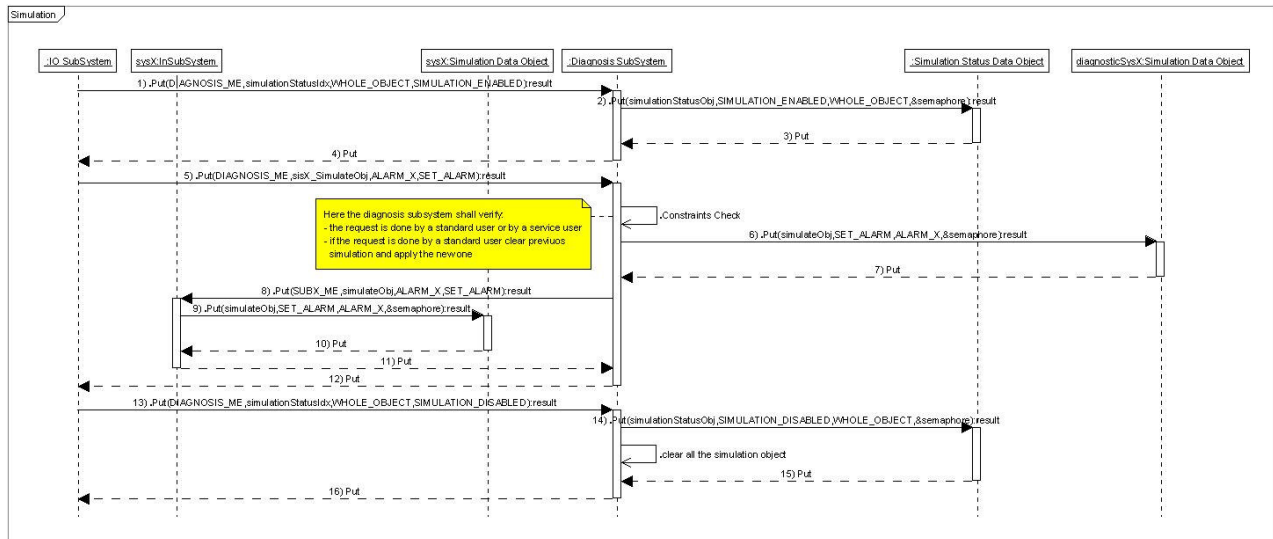 Simulation
:IO SubSystem
sysX:InSubSystem
sysX:Simulation Data Object
:Diagnosis SubSystem
:Simulation Status Data Object
diagnosticSysX:Simulation Data Object
1) .Put(DIAGNOSIS_ME,simulationStatusIdx,WHOLE_OBJECT,SIMULATION_ENABLED):result
2) .Put(simulationStatusObj,SIMULATION_ENABLED,WHOLE_OBJECT,&semaphore):result
3) Put
4) Put
5) .Put(DIAGNOSIS_ME,sisX_SimulateObj,ALARM_X,SET_ALARM):result
.Constraints Check
Here the diagnosis subsystem shall verify:
- the request is done by a standard user or by a service user
- if the request is done by a standard user clear previuos
simulation and apply the newone
6) .Put(simulateObj,SET_ALARM,ALARM_X,&semaphore):result
7) Put
8) .Put(SUBX_ME,simulateObj,ALARM_X,SET_ALARM):result
9) .Put(simulateObj,SET_ALARM,ALARM_X,&semaphore):result
10) Put
11) Put
12) Put
13) .Put(DIAGNOSIS_ME,simulationStatusIdx,WHOLE_OBJECT,SIMULATION_DISABLED):result
14) .Put(simulationStatusObj,SIMULATION_DISABLED,WHOLE_OBJECT,&semaphore):result
.clear all the simulation object
15) Put
16) Put